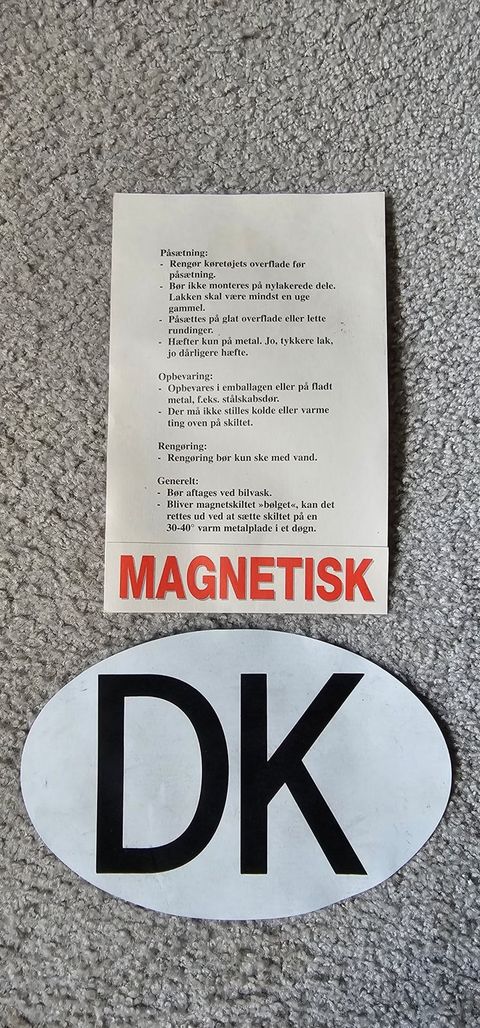 Påsætning:
- Rengør køretøjets overflade før
påsætning.
- Bør ikke monteres på nylakerede dele.
Lakken skal være mindst en uge
gammel.
- Påsættes på glat overflade eller lette
rundinger.
- Hæfter kun på metal. Jo, tykkere lak,
jo dårligere hæfte.
Opbevaring:
- Opbevares i emballagen eller på fladt
metal, f.eks. stålskabsdør.
- Der må ikke stilles kolde eller varme
ting oven på skiltet.
Rengøring:
- Rengøring bør kun ske med vand.
Generelt:
- Bør aftages ved bilvask.
- Bliver magnetskiltet »bølget«, kan det
rettes ud ved at sætte skiltet på en
30-40° varm metalplade i et døgn.
MAGNETISK
DK